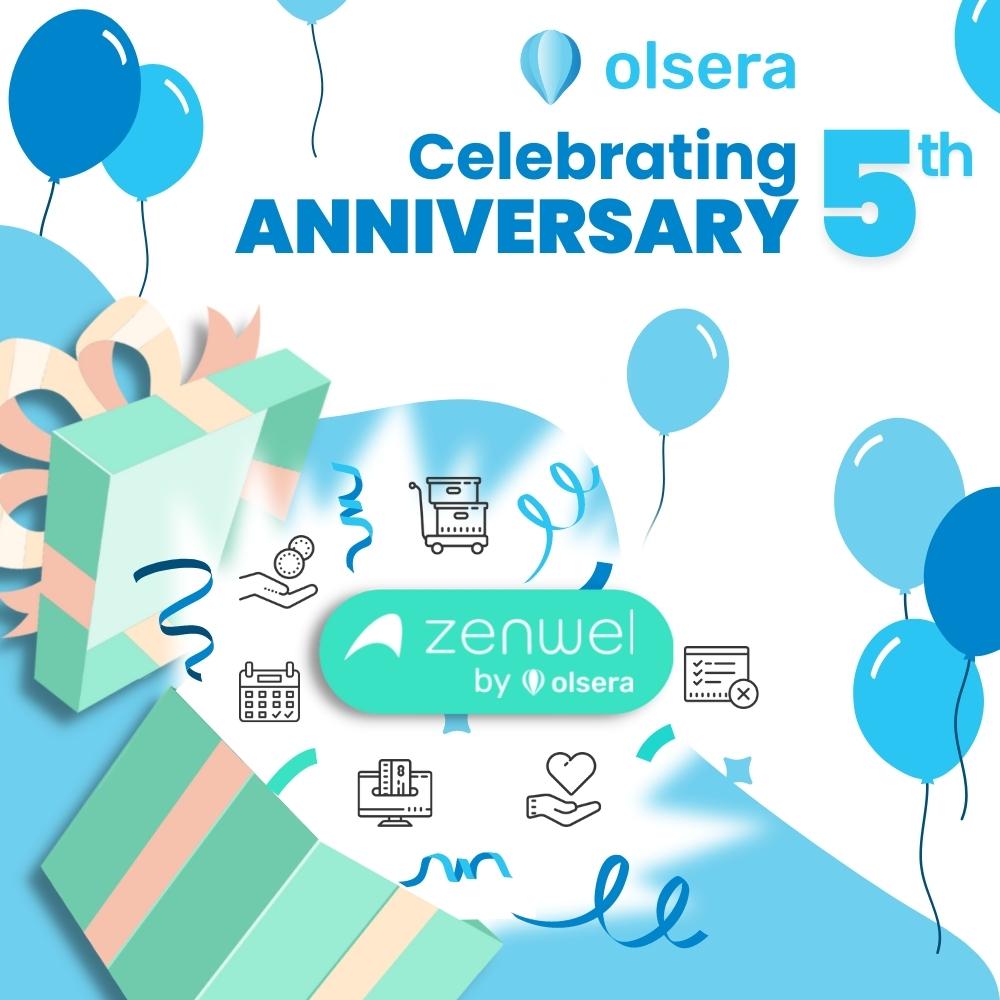 olsera
Celebrating
ANNIVERSARY
5th
zenwel
by olsera